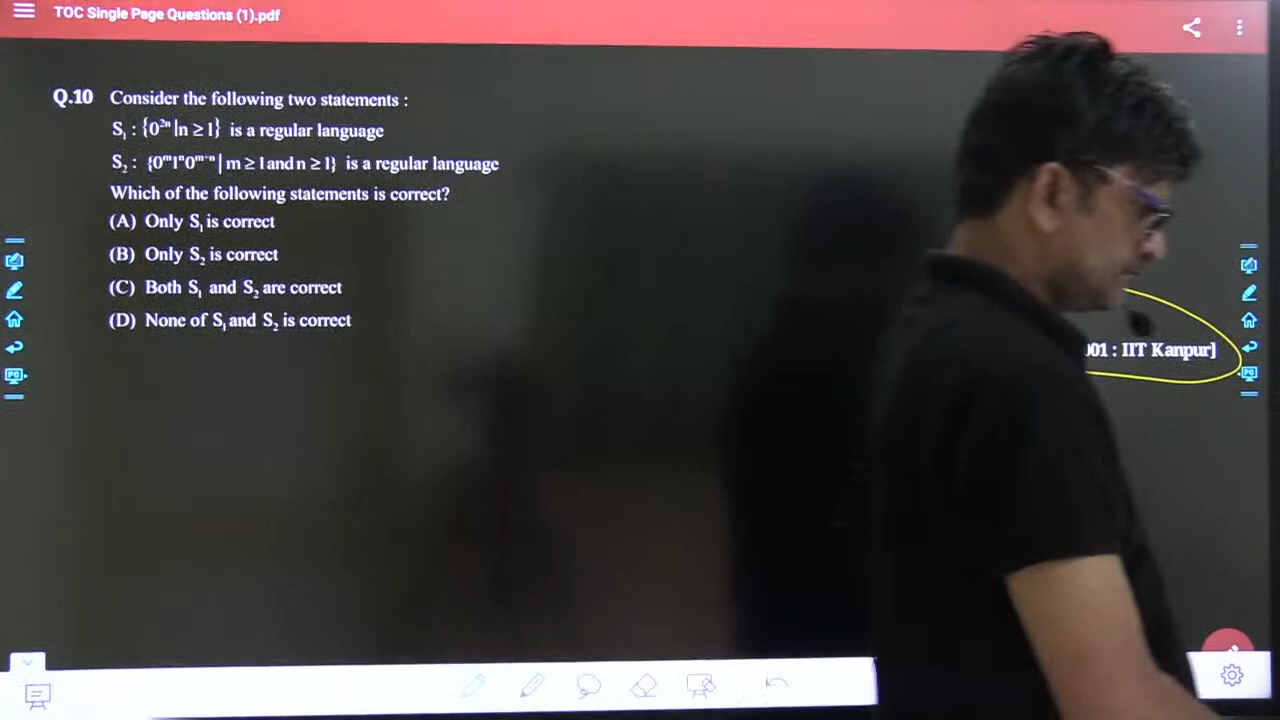 TOC Single Page Questions (1).pdf
Q.10 Consider the following two statements :
S₁ : {0²ⁿ|n ≥ 1} is a regular language
S₂ : {0ᵐ1ⁿ0ᵐ⁺ⁿ | m ≥ 1 and n ≥ 1} is a regular language
Which of the following statements is correct?
(A) Only S₁ is correct
(B) Only S₂ is correct
(C) Both S₁ and S₂ are correct
(D) None of S₁ and S₂ is correct
: IIT Kanpur]
PC
PC